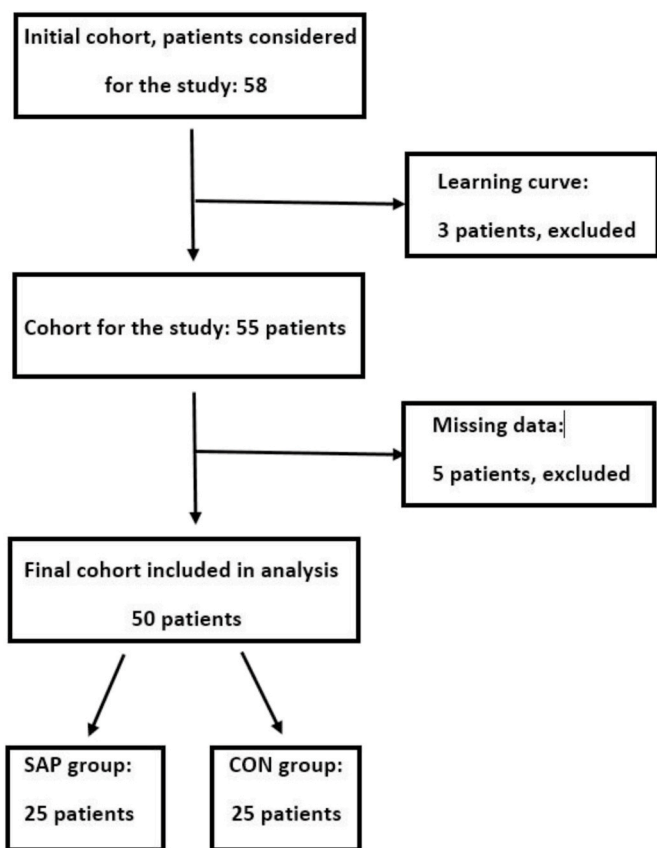 Initial cohort, patients considered
for the study: 58
Learning curve:
3 patients, excluded
Cohort for the study: 55 patients
Missing data:
5 patients, excluded
Final cohort included in analysis
50 patients
SAP group:
25 patients
CON group:
25 patients